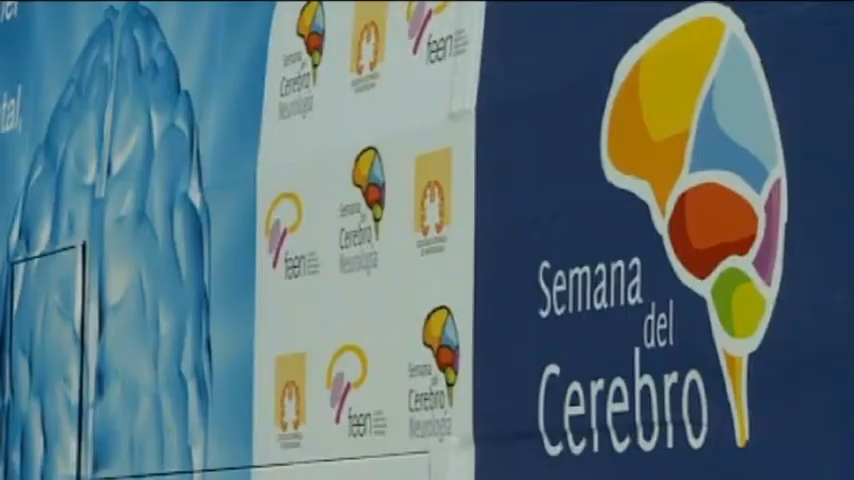 tal,
Semana
del
Cerebro
Neurología
feen
feen
Semana
del
Cerebro
Neurología
feen
Semana
del
Cerebro
Neurología
Semana
del
Cerebro